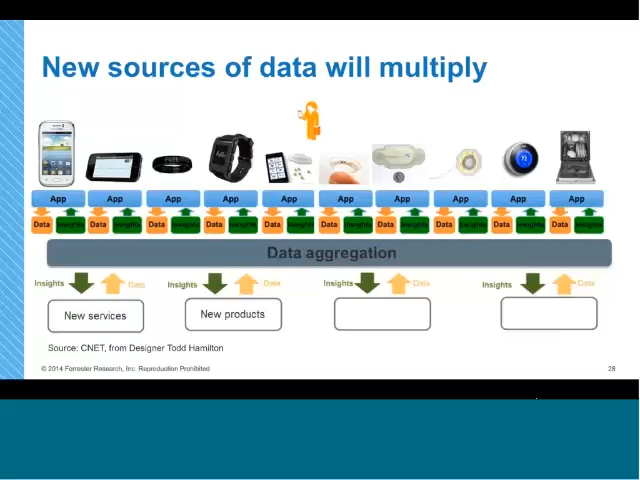 New sources of data will multiply
App App App App App App App App App App
Data Insights Data Insights Data Insights Data Insights Data Insights Data Insights Data Insights Data Insights Data Insights Data Insights
Data aggregation
Insights Data Insights Data Insights Data Insights Data
New services New products
Source: CNET, from Designer Todd Hamilton
© 2014 Forrester Research, Inc. Reproduction Prohibited 28